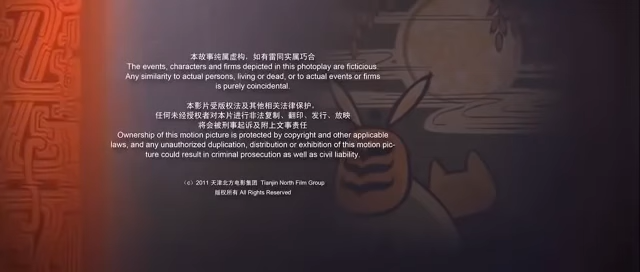 本故事纯属虚构，如有雷同实属巧合
The events, characters and firms depicted in this photoplay are ficticious.
Any similarity to actual persons, living or dead, or to actual events or firms
is purely coincidental.
本影片受版权法及其他相关法律保护，
任何未经授权者对本片进行非法复制、翻印、发行、放映
将会被刑事起诉及附上文事责任
Ownership of this motion picture is protected by copyright and other applicable
laws, and any unauthorized duplication, distribution or exhibition of this motion pic-
ture could result in criminal prosecution as well as civil liability.
（c）2011 天津北方电影集团 Tianjin North Film Group
版权所有 All Rights Reserved